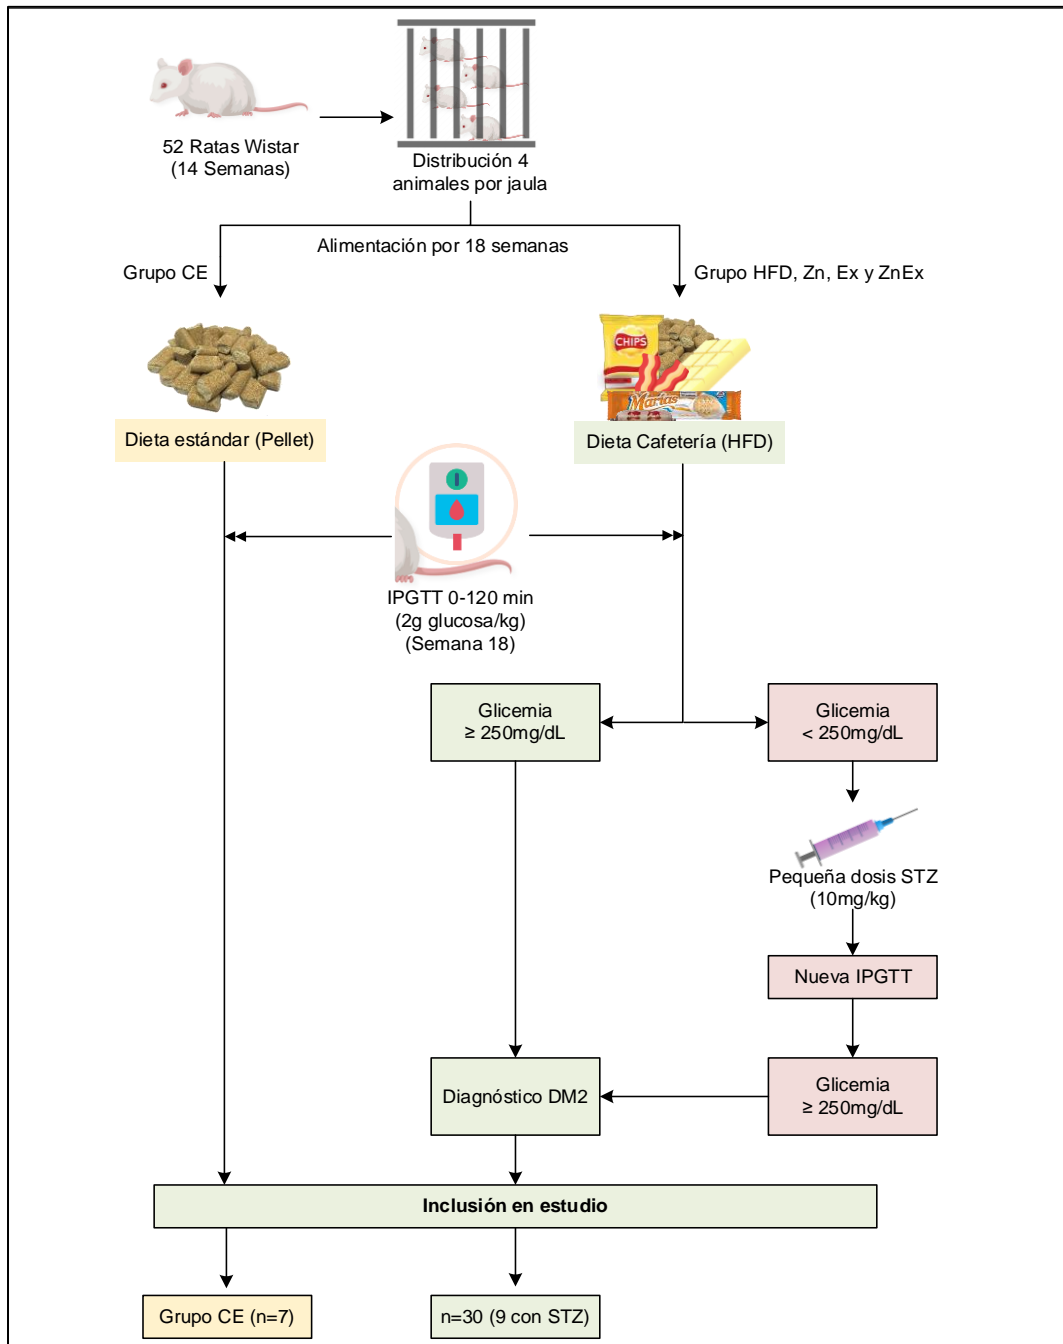 52 Ratas Wistar
(14 Semanas)
Distribución 4
animales por jaula
Alimentación por 18 semanas
Grupo CE
Grupo HFD, Zn, Ex y ZnEx
CHIPS
Marías
Dieta estándar (Pellet)
Dieta Cafetería (HFD)
IPGTT 0-120 min
(2g glucosa/kg)
(Semana 18)
Glicemia
≥ 250mg/dL
Glicemia
< 250mg/dL
Pequeña dosis STZ
(10mg/kg)
Nueva IPGTT
Diagnóstico DM2
Glicemia
≥ 250mg/dL
Inclusión en estudio
Grupo CE (n=7)
n=30 (9 con STZ)